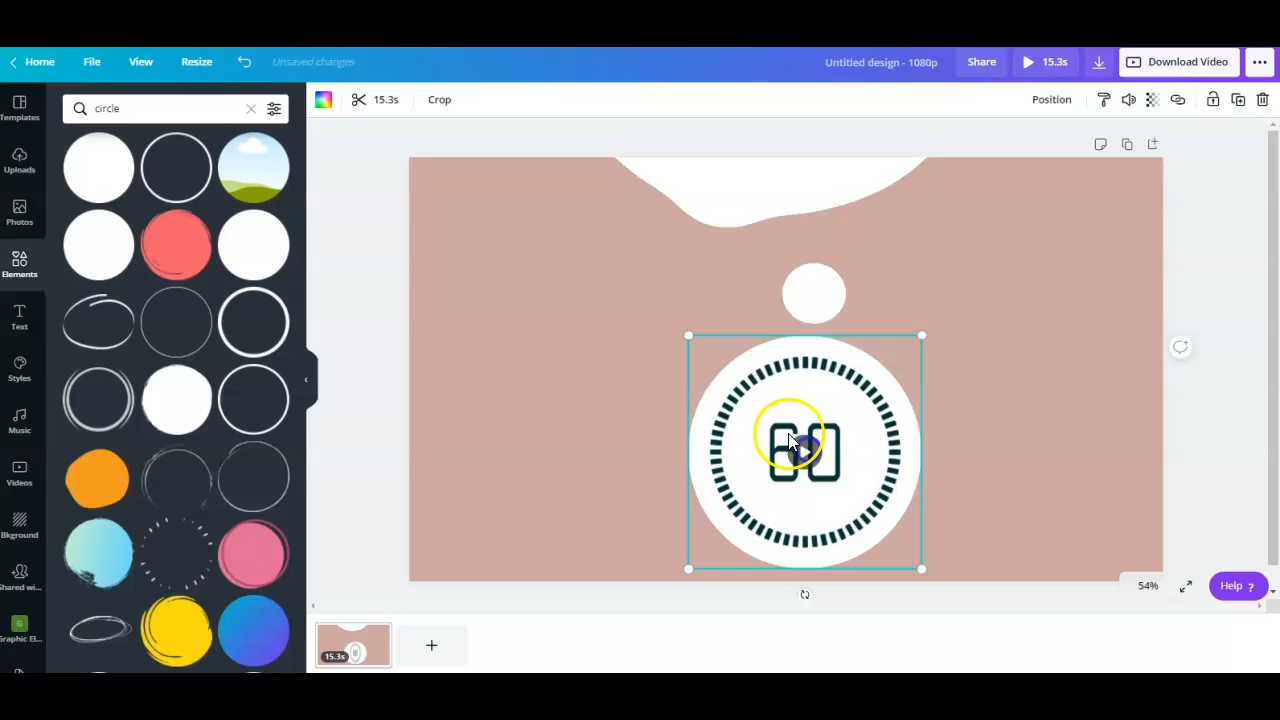 Home File View Resize Unsaved changes Untitled design - 1080p Share 15.3s Download Video
Templates
circle
15.3s Crop Position
Uploads
Photos
Elements
Text
Styles
Music
Videos
Bkground
Shared wi...
Graphic El...
60
54% Help ?
15.3s +